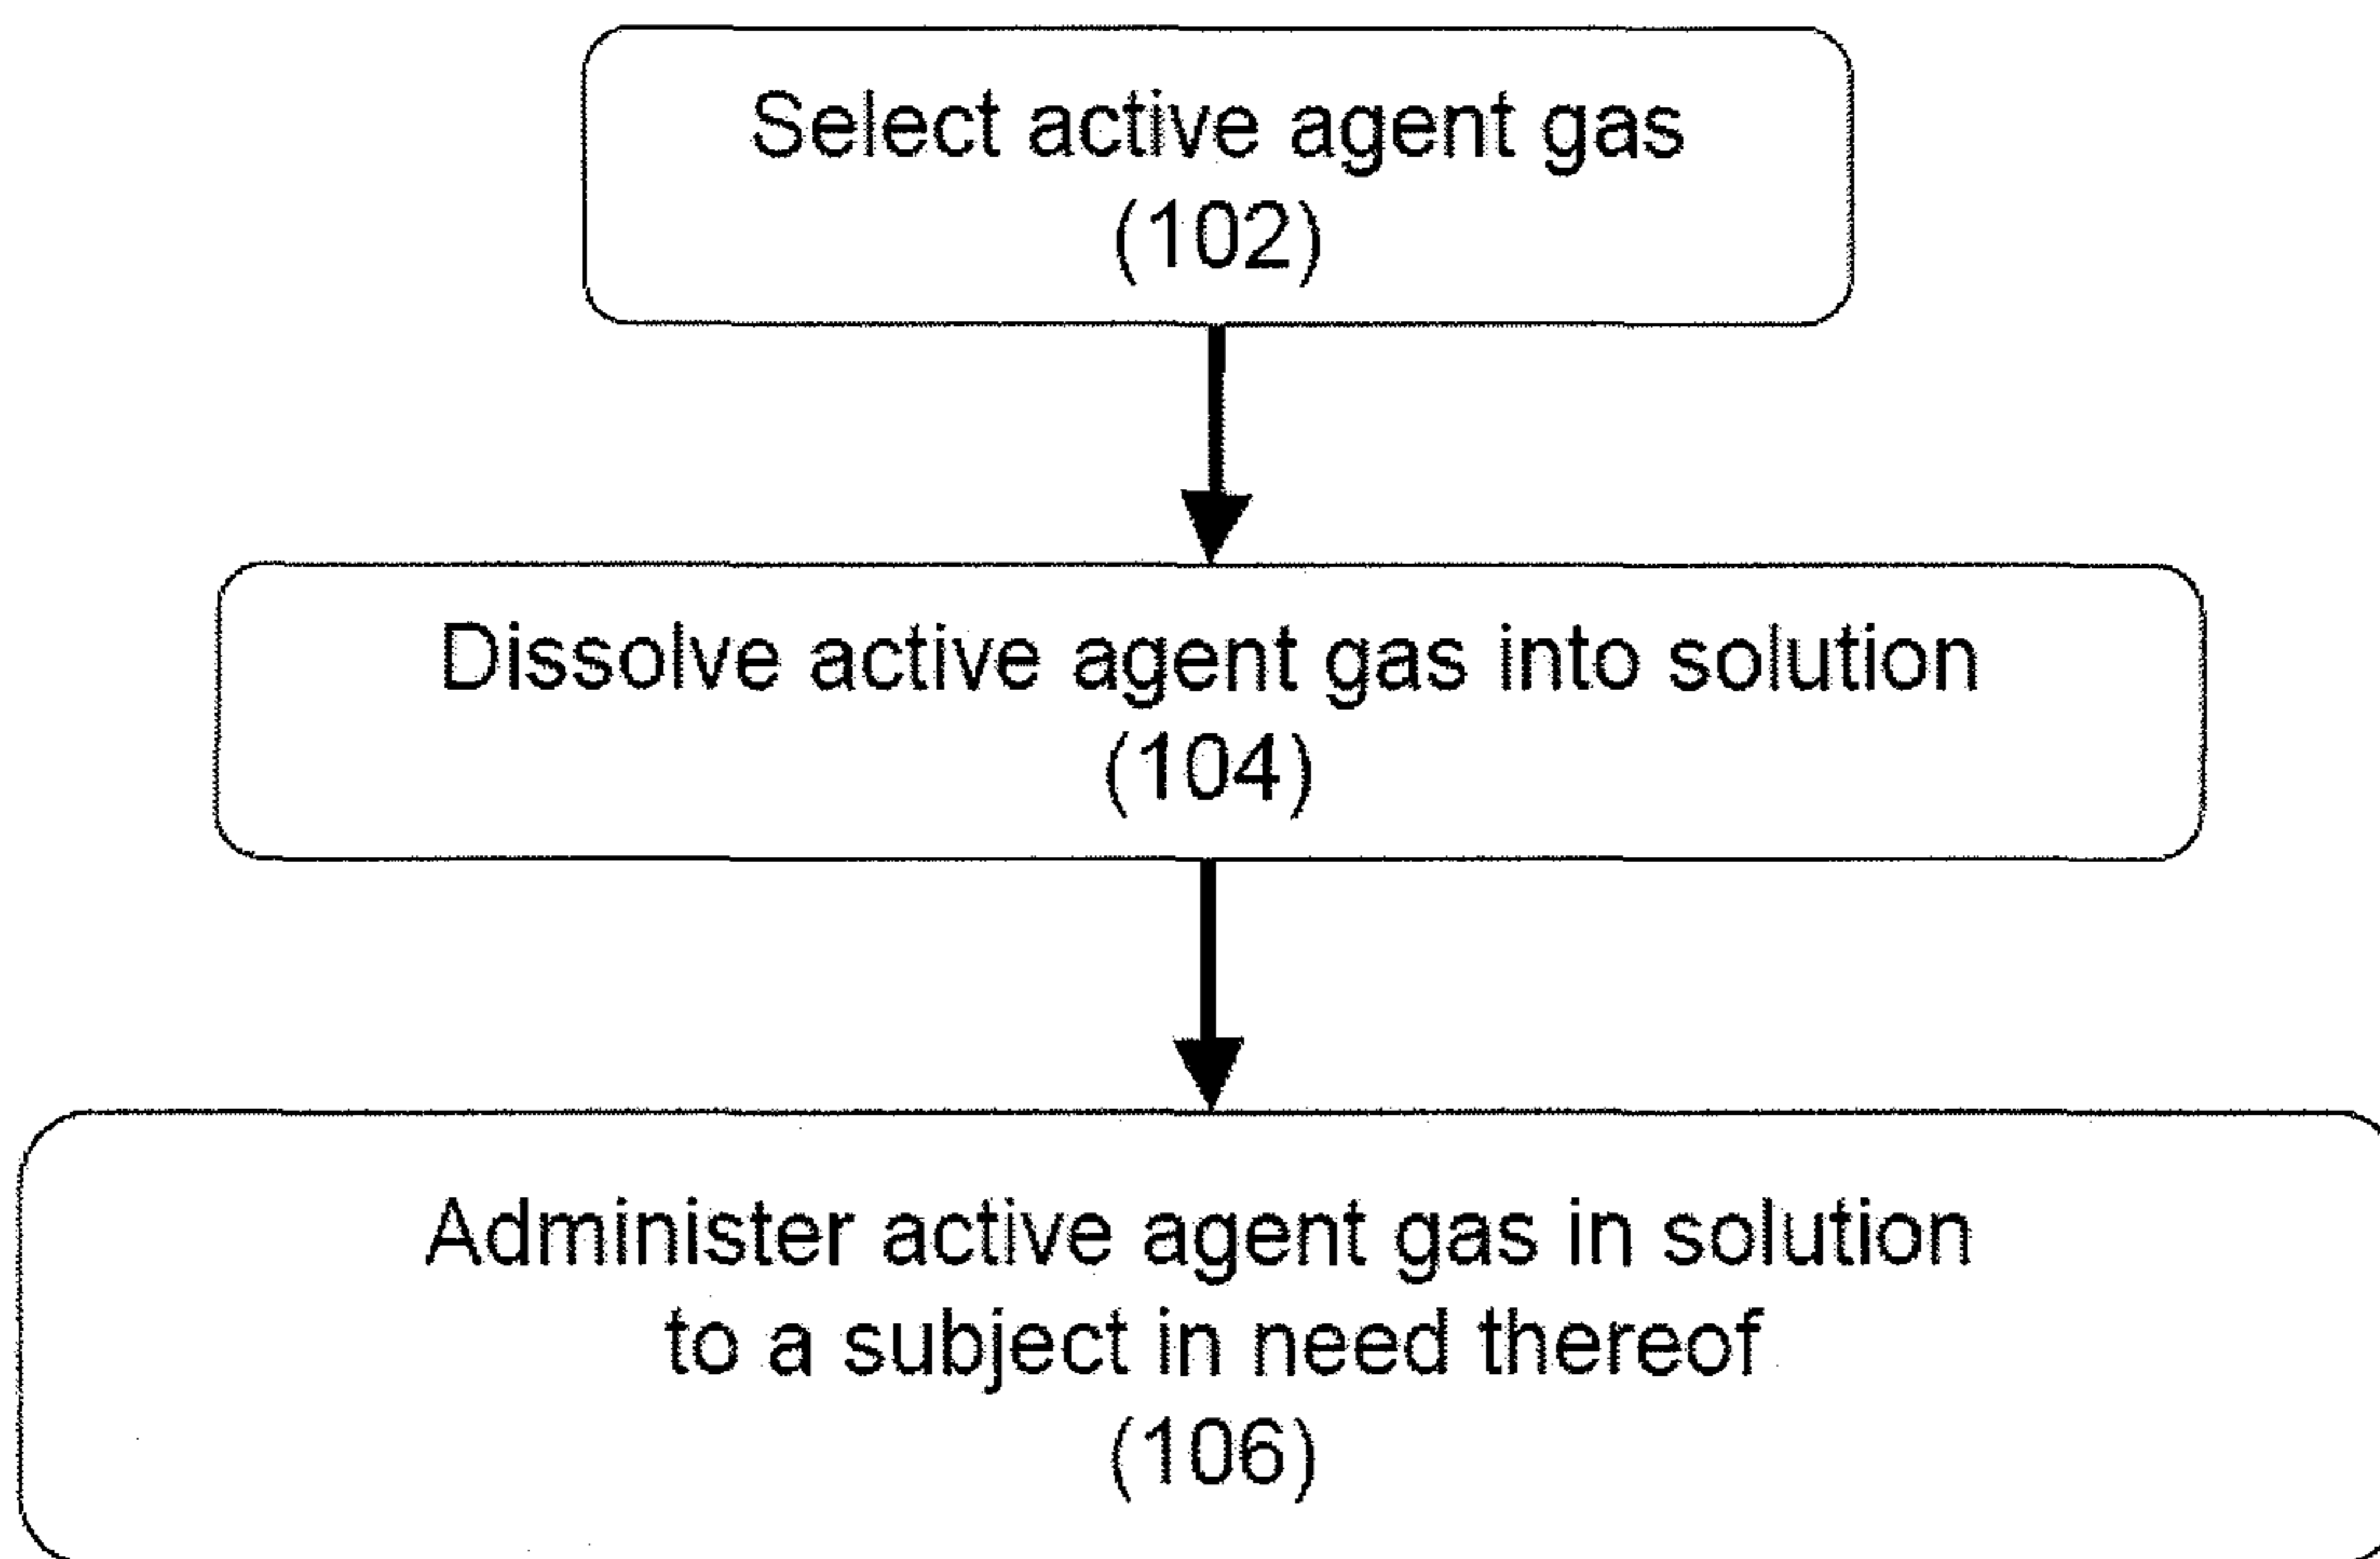 Select active agent gas
(102)
Dissolve active agent gas into solution
(104)
Administer active agent gas in solution
to a subject in need thereof
(106)